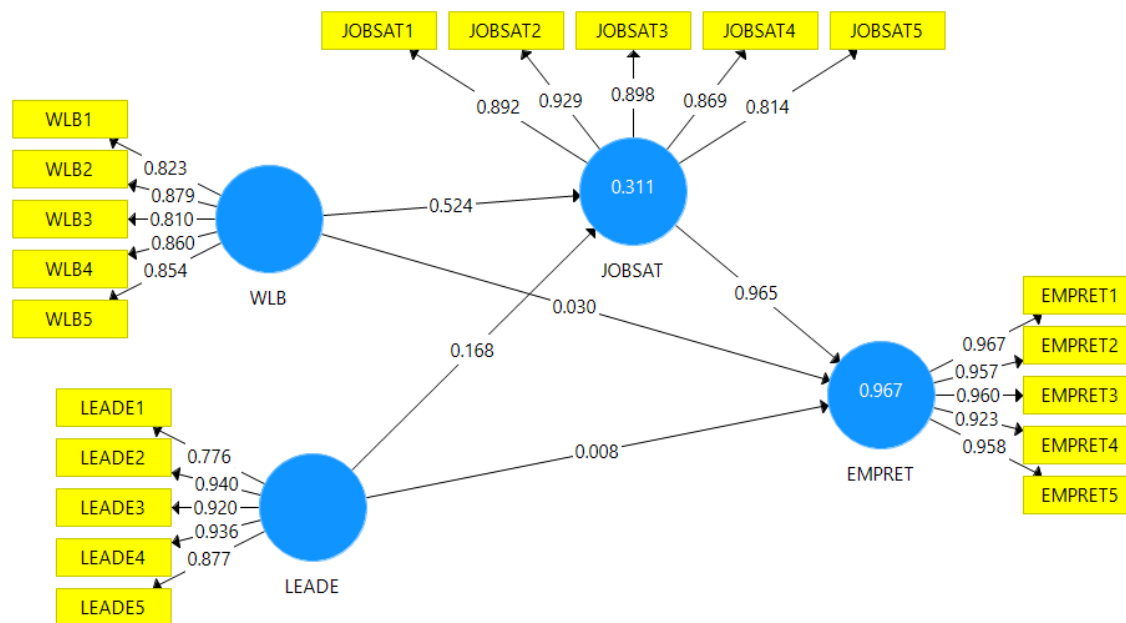 JOBSAT1
JOBSAT2
JOBSAT3
JOBSAT4
JOBSAT5
0.892
0.929
0.898
0.869
0.814
WLB1
WLB2
WLB3
WLB4
WLB5
0.823
0.879
0.810
0.860
0.854
WLB
0.524
0.311
JOBSAT
0.030
0.965
0.168
0.008
LEADE1
LEADE2
LEADE3
LEADE4
LEADE5
0.776
0.940
0.920
0.936
0.877
LEADE
0.967
EMPRET
0.967
0.957
0.960
0.923
0.958
EMPRET1
EMPRET2
EMPRET3
EMPRET4
EMPRET5